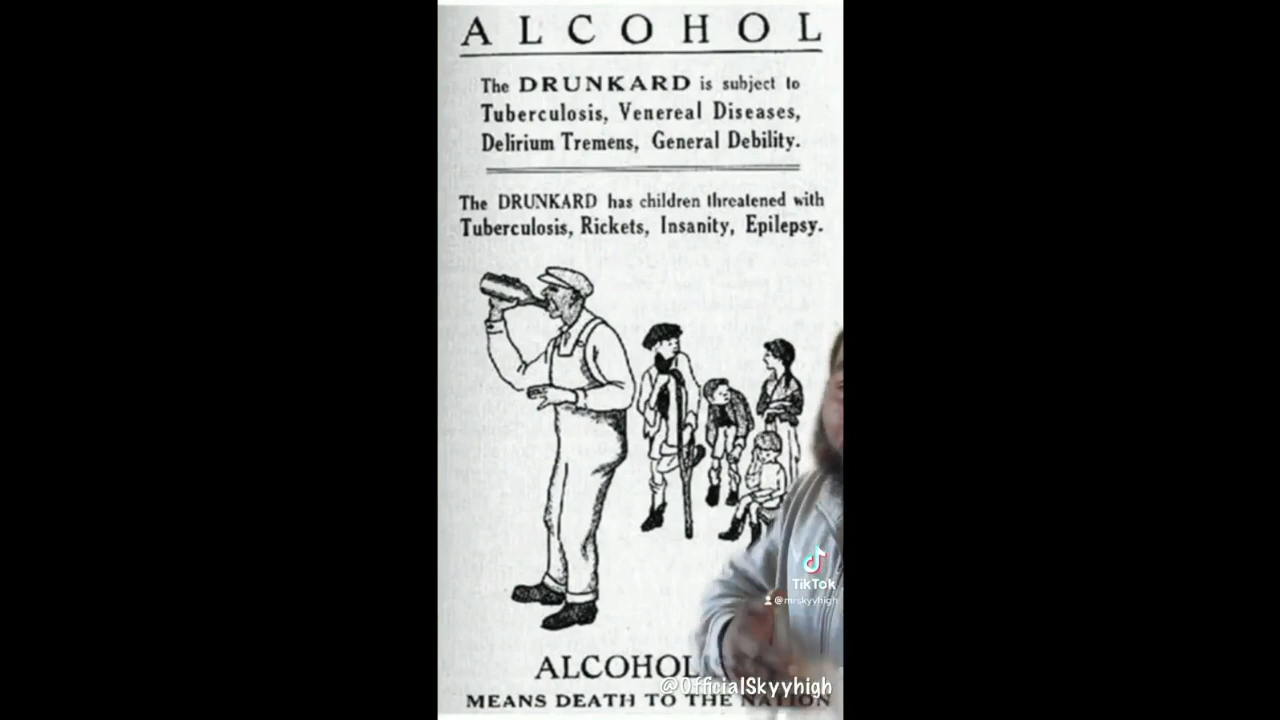 ALCOHOL
The DRUNKARD is subject to
Tuberculosis, Venereal Diseases,
Delirium Tremens, General Debility.
The DRUNKARD has children threatened with
Tuberculosis, Rickets, Insanity, Epilepsy.
TikTok
@mrskyyhigh
ALCOHOL
@OfficialSkyyhigh
MEANS DEATH TO THE NATION